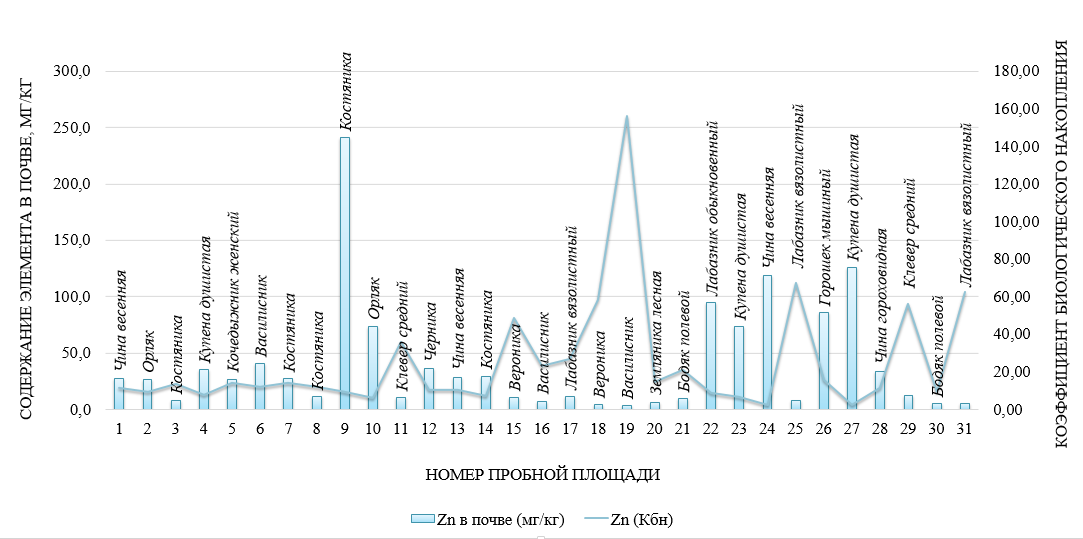 СОДЕРЖАНИЕ ЭЛЕМЕНТА В ПОЧВЕ, МГ/КГ
300,0
250,0
200,0
150,0
100,0
50,0
0,0
Чина весенняя
Орляк
Костяника
Купена душистая
Кочедыжник женский
Василисник
Костяника
Костяника
Костяника
Орляк
Клевер средний
Черника
Чина весенняя
Костяника
Вероника
Василисник
Лабазник вязолистный
Вероника
Василисник
Земляника лесная
Бодяк полевой
Лабазник обыкновенный
Купена душистая
Чина весенняя
Лабазник вязолистный
Горошек мышиный
Купена душистая
Чина гороховидная
Клевер средний
Бодяк полевой
Лабазник вязолистный
180,00
160,00
140,00
120,00
100,00
80,00
60,00
40,00
20,00
0,00
КОЭФФИЦИЕНТ БИОЛОГИЧЕСКОГО НАКОПЛЕНИЯ
1 2 3 4 5 6 7 8 9 10 11 12 13 14 15 16 17 18 19 20 21 22 23 24 25 26 27 28 29 30 31
НОМЕР ПРОБНОЙ ПЛОЩАДИ
Zn в почве (мг/кг) Zn (Кбн)